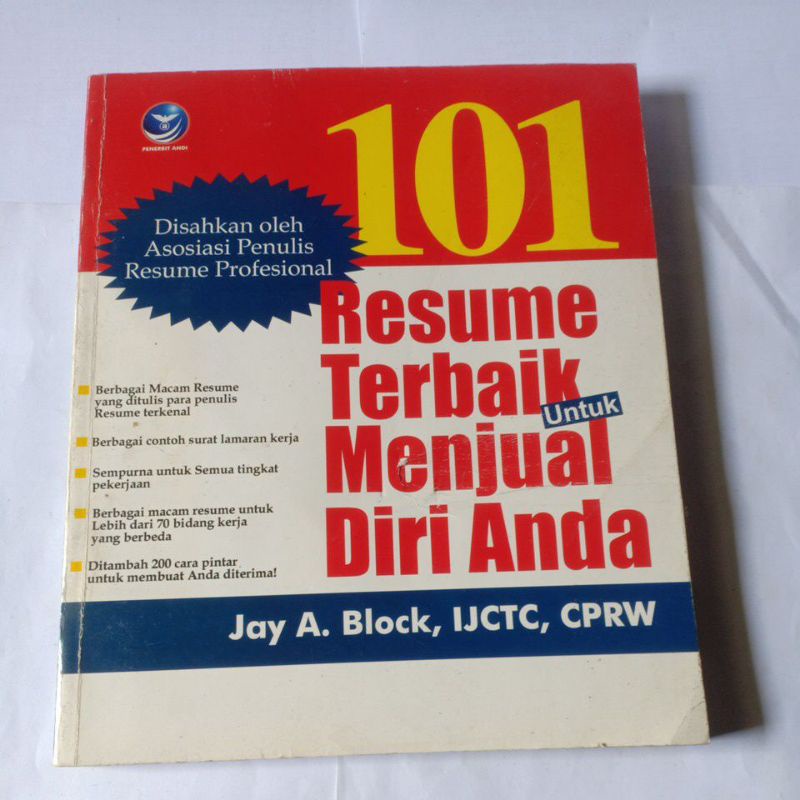 PENERBIT ANDI
101
Disahkan oleh
Asosiasi Penulis
Resume Profesional
Resume
Terbaik
Untuk
Menjual
Diri Anda
Berbagai Macam Resume
yang ditulis para penulis
Resume terkenal
Berbagai contoh surat lamaran kerja
Sempurna untuk Semua tingkat
pekerjaan
Berbagai macam resume untuk
Lebih dari 70 bidang kerja
yang berbeda
Ditambah 200 cara pintar
untuk membuat Anda diterima!
Jay A. Block, IJCTC, CPRW